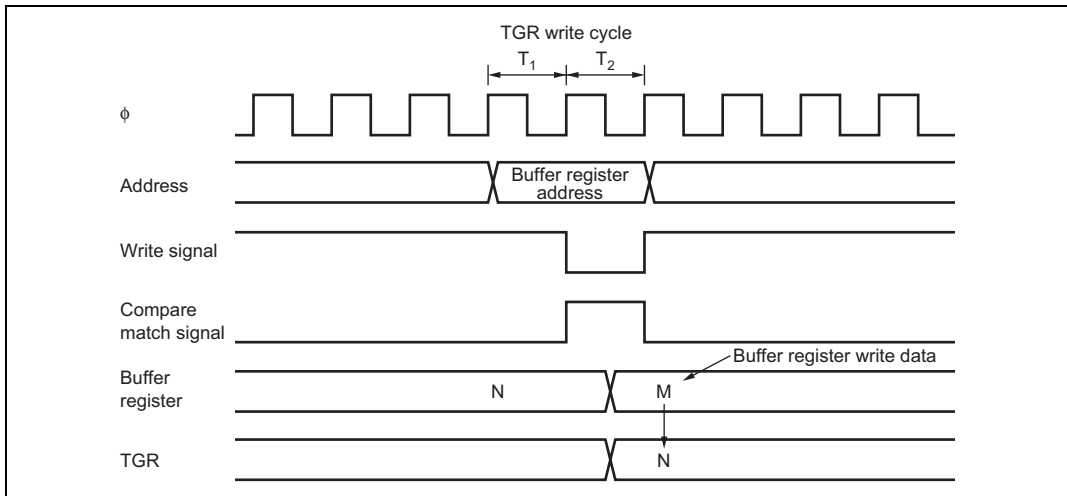 TGR write cycle
T1 T2
ϕ
Address
Buffer register
address
Write signal
Compare
match signal
Buffer register write data
Buffer
register
N M
TGR
N